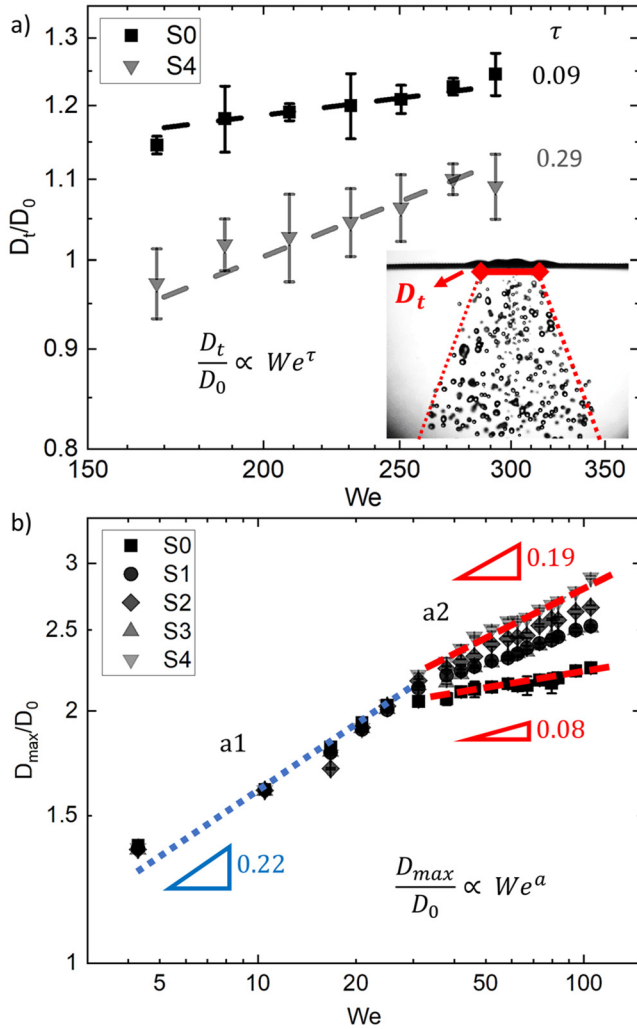 a)
S0
S4
τ
0.09
0.29
1.3
1.2
1.1
1
0.9
0.8
D_t/D_0
D_t
D_t/D_0 ∝ We^τ
150
200
250
300
350
We
b)
S0
S1
S2
S3
S4
3
2.5
2
1.5
1
D_max/D_0
0.19
a2
a1
0.08
0.22
D_max/D_0 ∝ We^a
5
10
50
100
We